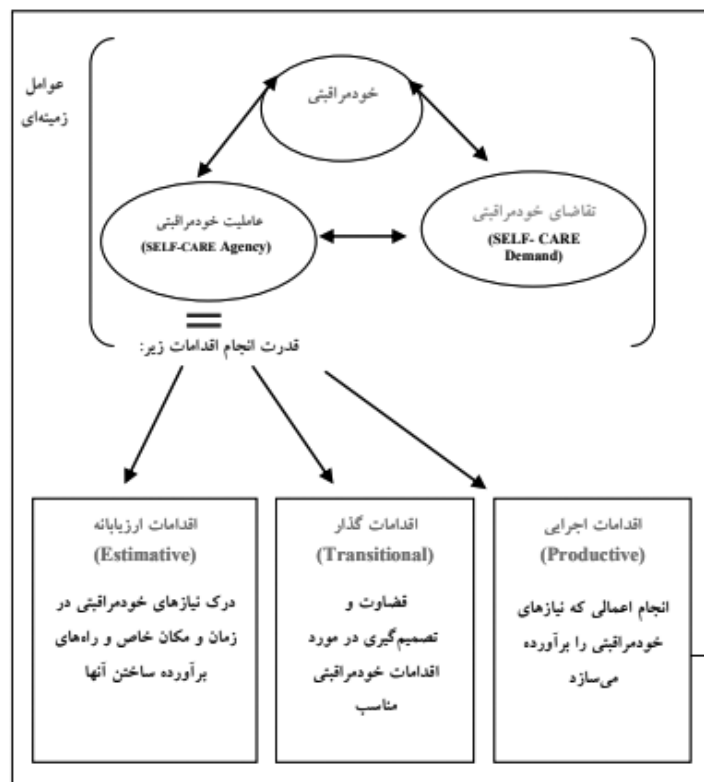 عوامل
زمینه‌ای
خودمراقبتی
عاملیت خودمراقبتی
(SELF-CARE Agency)
تقاضای خودمراقبتی
(SELF- CARE
Demand)
قدرت انجام اقدامات زیر:
اقدامات ارزیابانه
(Estimative)
درک نیازهای خودمراقبتی در
زمان و مکان خاص و راه‌های
برآورده ساختن آنها
اقدامات گذار
(Transitional)
قضاوت و
تصمیم‌گیری در مورد
اقدامات خودمراقبتی
مناسب
اقدامات اجرایی
(Productive)
انجام اعمالی که نیازهای
خودمراقبتی را برآورده
می‌سازد